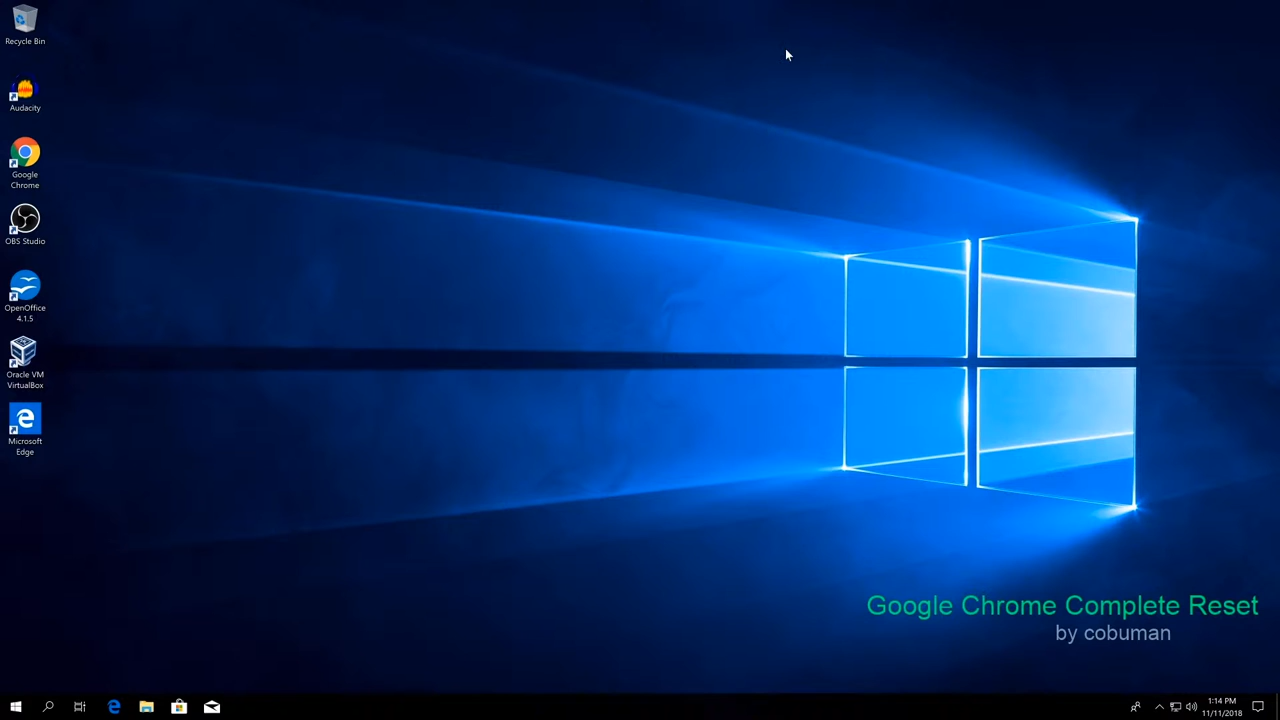 Recycle Bin
Audacity
Google
Chrome
OBS Studio
OpenOffice
4.1.5
Oracle VM
VirtualBox
Microsoft
Edge
Google Chrome Complete Reset
by cobuman
1:14 PM
11/11/2018